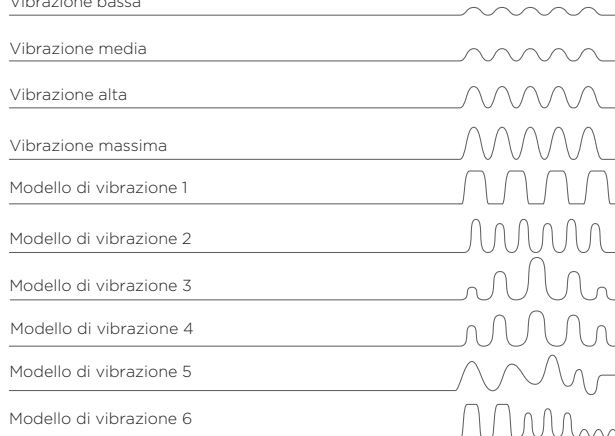 Vibrazione bassa
Vibrazione media
Vibrazione alta
Vibrazione massima
Modello di vibrazione 1
Modello di vibrazione 2
Modello di vibrazione 3
Modello di vibrazione 4
Modello di vibrazione 5
Modello di vibrazione 6